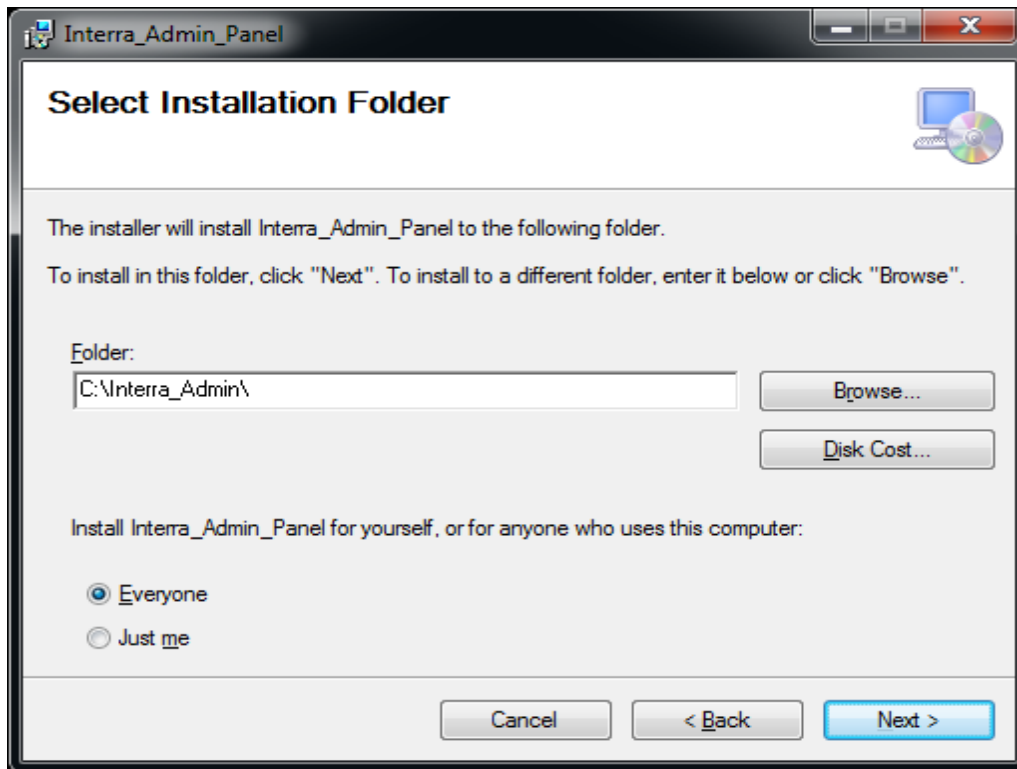 Interra_Admin_Panel
Select Installation Folder
The installer will install Interra_Admin_Panel to the following folder.
To install in this folder, click "Next". To install to a different folder, enter it below or click "Browse".
Folder:
C:\Interra_Admin\
Browse...
Disk Cost...
Install Interra_Admin_Panel for yourself, or for anyone who uses this computer:
Everyone
Just me
Cancel
< Back
Next >